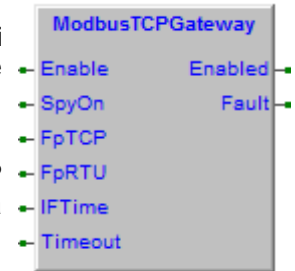 ModbusTCPGateway
Enable Enabled
SpyOn Fault
FpTCP
FpRTU
IFTime
Timeout